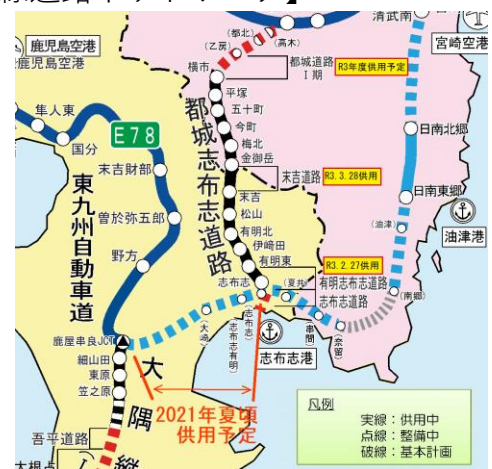 (都北)
(乙房)
(高木)
清武南
鹿児島空港
鹿児島空港
宮崎空港
横市
都城道路
Ⅰ期
R3年度供用予定
平塚
五十町
今町
梅北
金御岳
隼人東
国分
E78
末吉財部
日南北郷
末吉道路
R3.3.28供用
日南東郷
末吉
松山
有明北
伊崎田
有明東
都城志布志道路
東九州自動車道
曽於弥五郎
野方
(油津)
油津港
R3.2.27供用
志布志
(夏井)
有明志布志道路
志布志道路
(南郷)
鹿屋串良JCT
(大崎)
(志布志有明)
(志布志)
志布志港
(串間)
(奈留)
細山田
東原
笠之原
大隅縦
2021年夏頃
供用予定
吾平道路
大根占
凡例
実線：供用中
点線：整備中
破線：基本計画